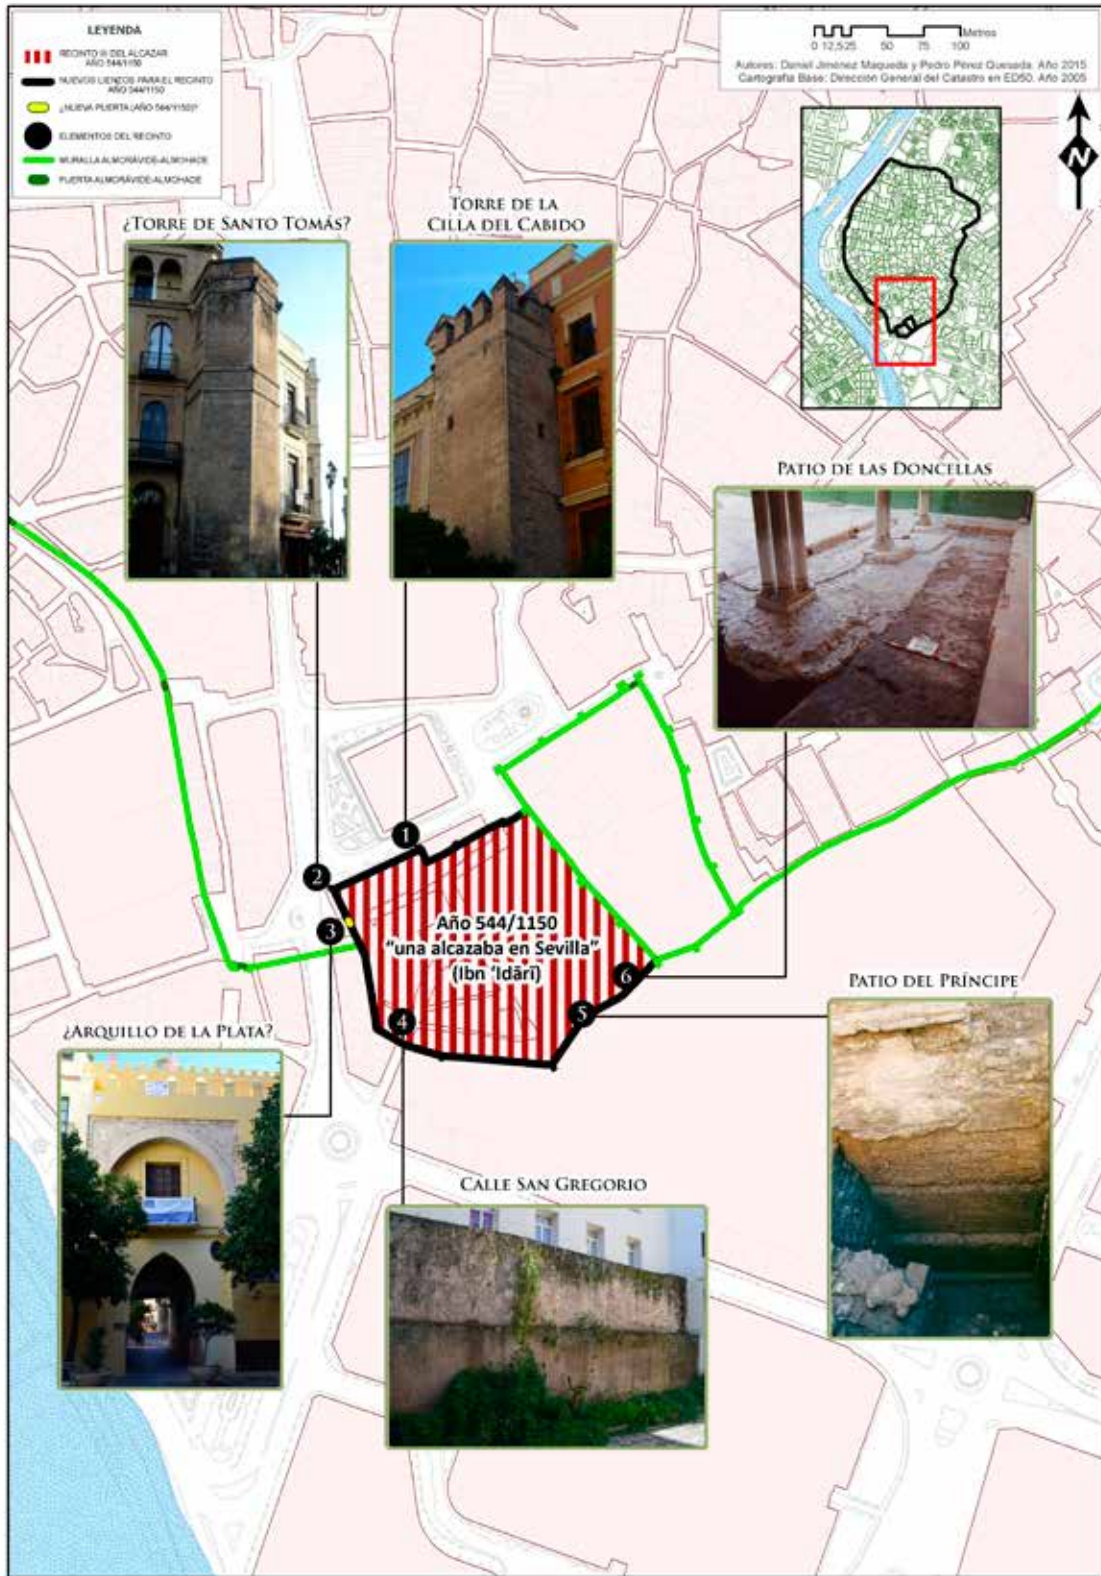 LEYENDA
RECINTO III DEL ALCAZAR
AÑO 544/1150
NUEVOS LIENZOS PARA EL RECINTO
AÑO 544/1150
¿NUEVA PUERTA (AÑO 544/1150)?
ELEMENTOS DEL RECINTO
MURALLA ALMORÁVIDE-ALMOHADE
PUERTA ALMORÁVIDE-ALMOHADE
Metros
0 12,5 25 50 75 100
Autores: Daniel Jiménez Maqueda y Pedro Pérez Quesada. Año 2015
Cartografía Base: Dirección General del Catastro en ED50. Año 2005
N
¿TORRE DE SANTO TOMÁS?
TORRE DE LA
CILLA DEL CABIDO
PATIO DE LAS DONCELLAS
1
2
3
4
5
6
Año 544/1150
“una alcazaba en Sevilla”
(Ibn ‘Idārī)
PATIO DEL PRÍNCIPE
¿ARQUILLO DE LA PLATA?
CALLE SAN GREGORIO